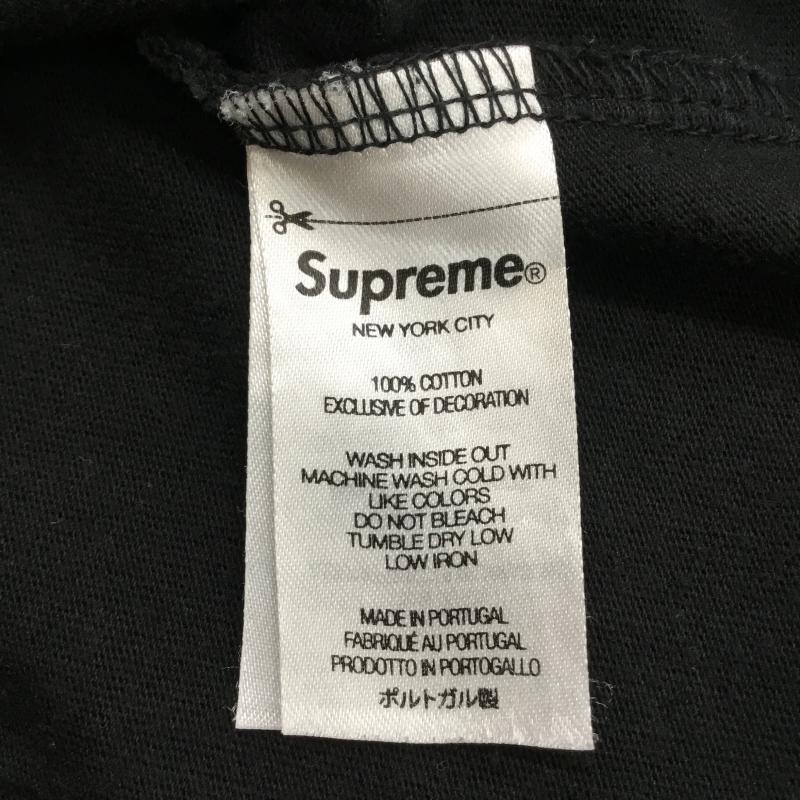 Supreme®
NEW YORK CITY
100% COTTON
EXCLUSIVE OF DECORATION
WASH INSIDE OUT
MACHINE WASH COLD WITH
LIKE COLORS
DO NOT BLEACH
TUMBLE DRY LOW
LOW IRON
MADE IN PORTUGAL
FABRIQUÉ AU PORTUGAL
PRODOTTO IN PORTOGALLO
ポルトガル製